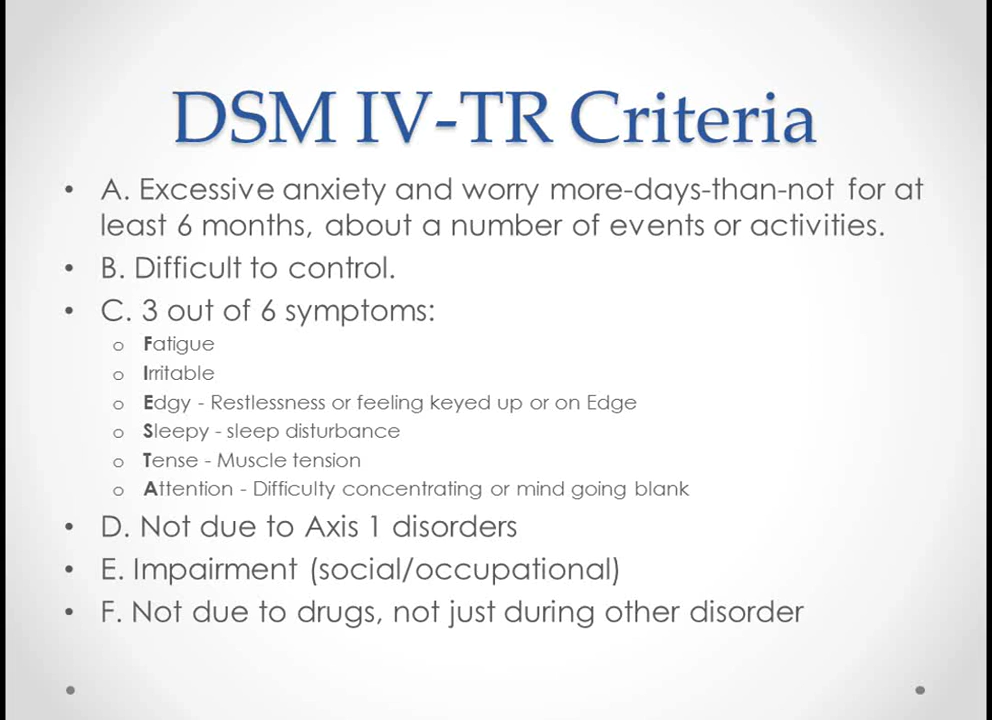 DSM IV-TR Criteria
• A. Excessive anxiety and worry more-days-than-not for at
least 6 months, about a number of events or activities.
• B. Difficult to control.
• C. 3 out of 6 symptoms:
o Fatigue
o Irritable
o Edgy - Restlessness or feeling keyed up or on Edge
o Sleepy - sleep disturbance
o Tense - Muscle tension
o Attention - Difficulty concentrating or mind going blank
• D. Not due to Axis 1 disorders
• E. Impairment (social/occupational)
• F. Not due to drugs, not just during other disorder